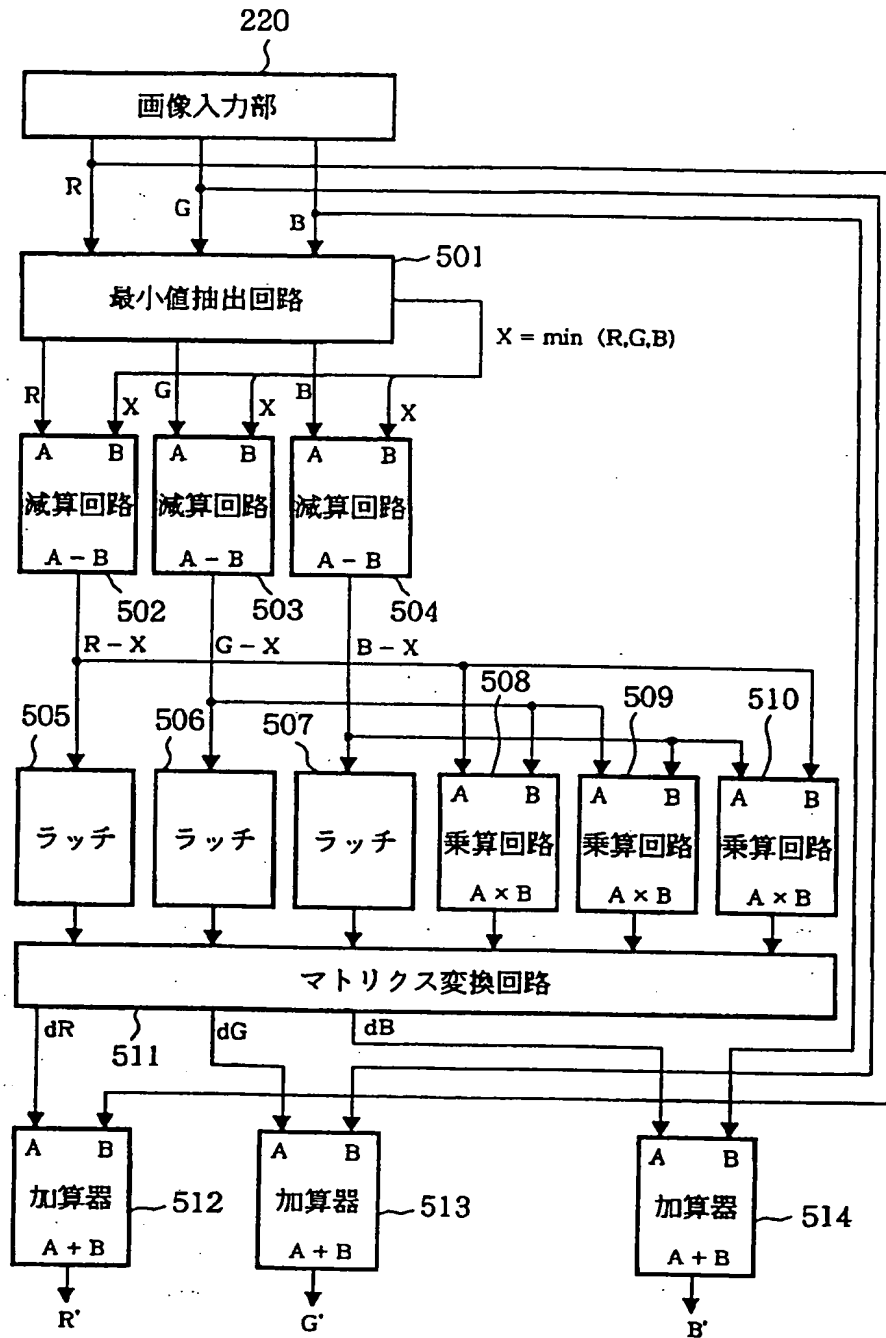 220
画像入力部
R
G
B
501
最小値抽出回路
X = min (R,G,B)
R
X
G
X
B
X
A B
減算回路
A - B
A B
減算回路
A - B
A B
減算回路
A - B
502
503
504
R - X
G - X
B - X
505
506
507
508
509
510
ラッチ
ラッチ
ラッチ
A B
乗算回路
A × B
A B
乗算回路
A × B
A B
乗算回路
A × B
マトリクス変換回路
511
dR
dG
dB
A B
加算器
A + B
512
A B
加算器
A + B
513
A B
加算器
A + B
514
R'
G'
B'